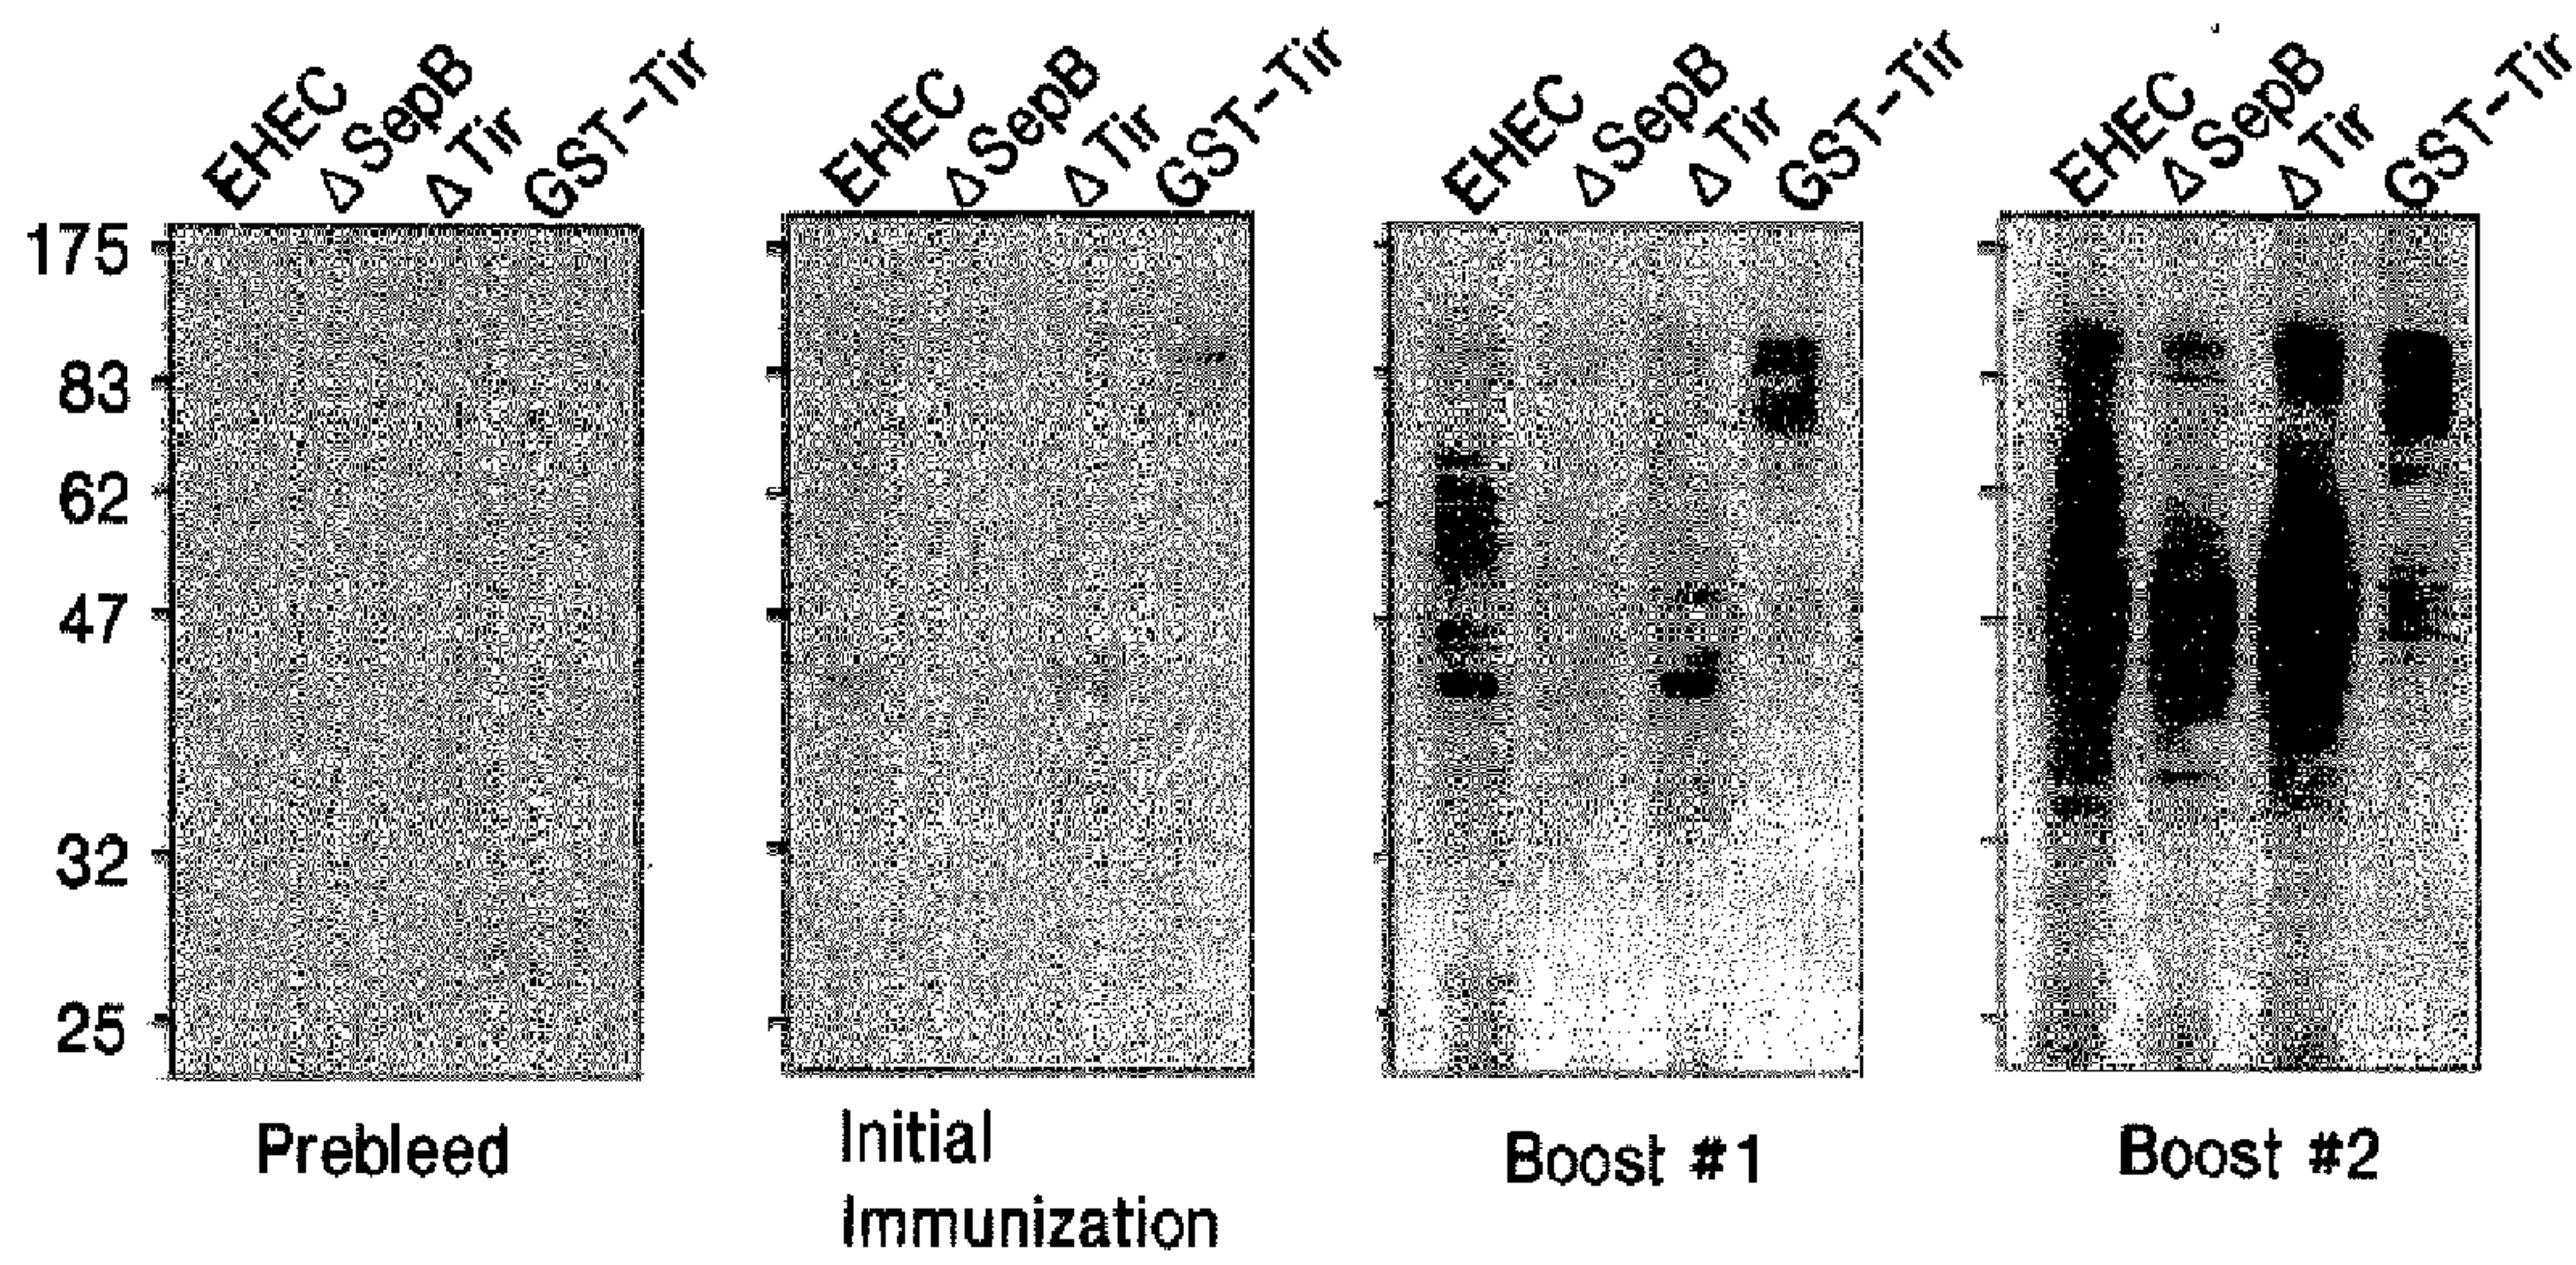 EHEC ΔSepB ΔTir GST-Tir
EHEC ΔSepB ΔTir GST-Tir
EHEC ΔSepB ΔTir GST-Tir
EHEC ΔSepB ΔTir GST-Tir
175
83
62
47
32
25
Prebleed
Initial
Immunization
Boost #1
Boost #2